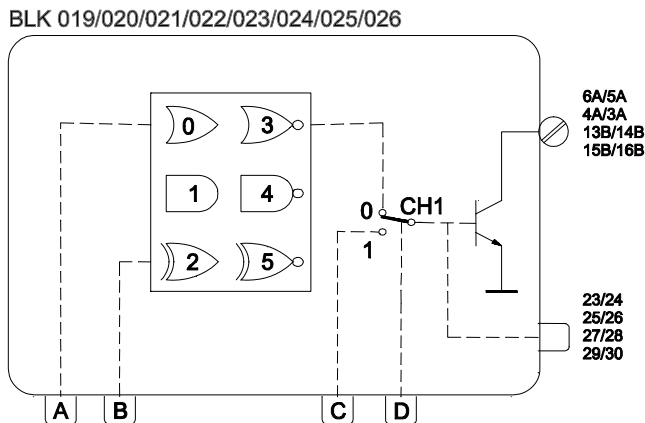 BLK 019/020/021/022/023/024/025/026
6A/5A
4A/3A
13B/14B
15B/16B
0 3
1 4
2 5
0 CH1
1
23/24
25/26
27/28
29/30
A B C D